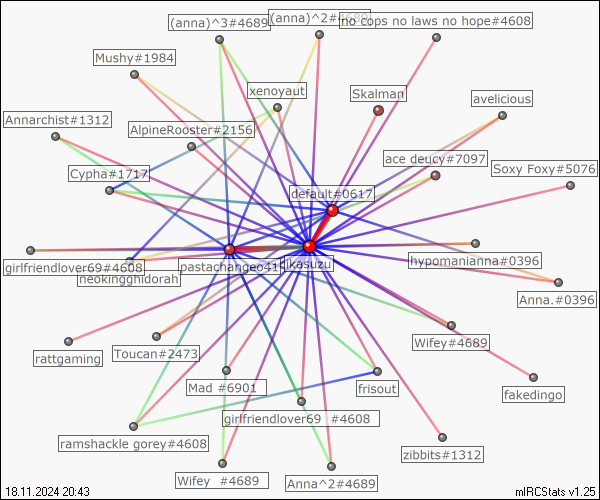 (anna)^3#4689
(anna)^2#4689
no cops no laws no hope#4608
Mushy#1984
xenoyaut
Skalman
avelicious
Annarchist#1312
AlpineRooster#2156
ace deucy#7097
Soxy Foxy#5076
Cypha#1717
default#0617
girlfriendlover69#4608
neokingghidorah
pastachangeo41
ikasuzu
hypomanianna#0396
Anna.#0396
rattgaming
Toucan#2473
Wifey#4689
Mad #6901
frisout
fakedingo
girlfriendlover69 #4608
ramshackle gorey#4608
zibbits#1312
Wifey #4689
Anna^2#4689
18.11.2024 20:43
mIRCStats v1.25